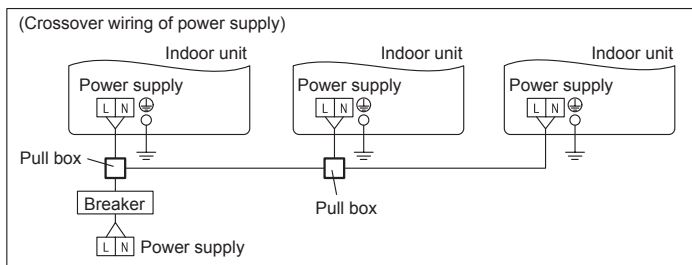 (Crossover wiring of power supply)
Indoor unit
Indoor unit
Indoor unit
Power supply
Power supply
Power supply
L N
L N
L N
Pull box
Pull box
Breaker
L N Power supply